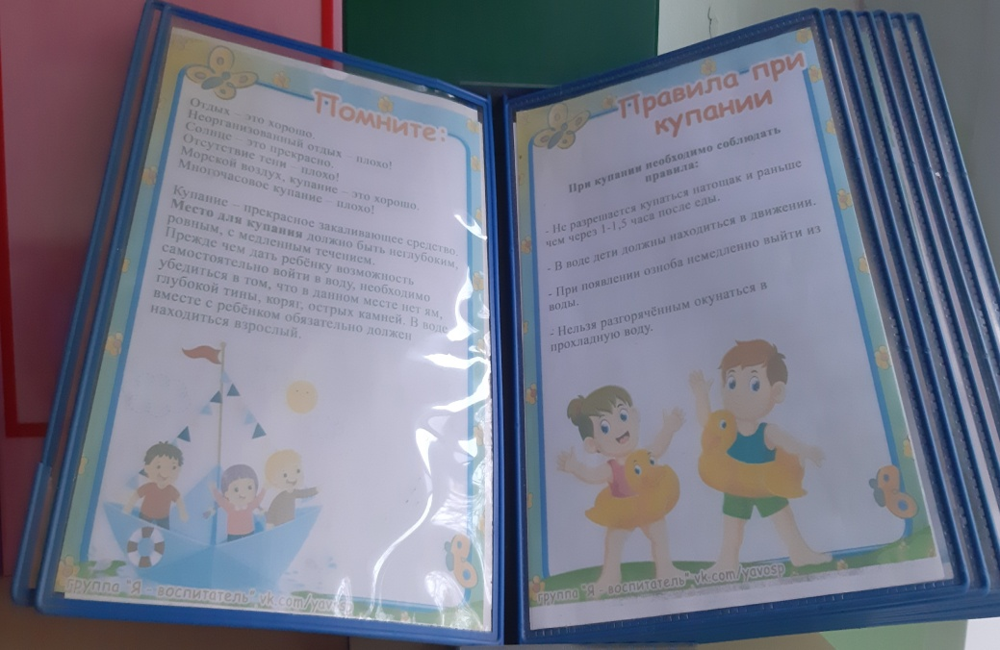 Помните:
Отдых – это хорошо.
Неорганизованный отдых – плохо!
Солнце – это прекрасно.
Отсутствие тени – плохо!
Морской воздух, купание – это хорошо.
Многочасовое купание – плохо!
Купание – прекрасное закаливающее средство.
Место для купания должно быть неглубоким,
ровным, с медленным течением.
Прежде чем дать ребёнку возможность
самостоятельно войти в воду, необходимо
убедиться в том, что в данном месте нет ям,
глубокой тины, коряг, острых камней. В воде
вместе с ребёнком обязательно должен
находиться взрослый.
группа "Я - воспитатель" vk.com/yavosp
Правила при
купании
При купании необходимо соблюдать
правила:
- Не разрешается купаться натощак и раньше
чем через 1-1,5 часа после еды.
- В воде дети должны находиться в движении.
- При появлении озноба немедленно выйти из
воды.
- Нельзя разгорячённым окунаться в
прохладную воду.
группа "Я - воспитатель" vk.com/yavosp